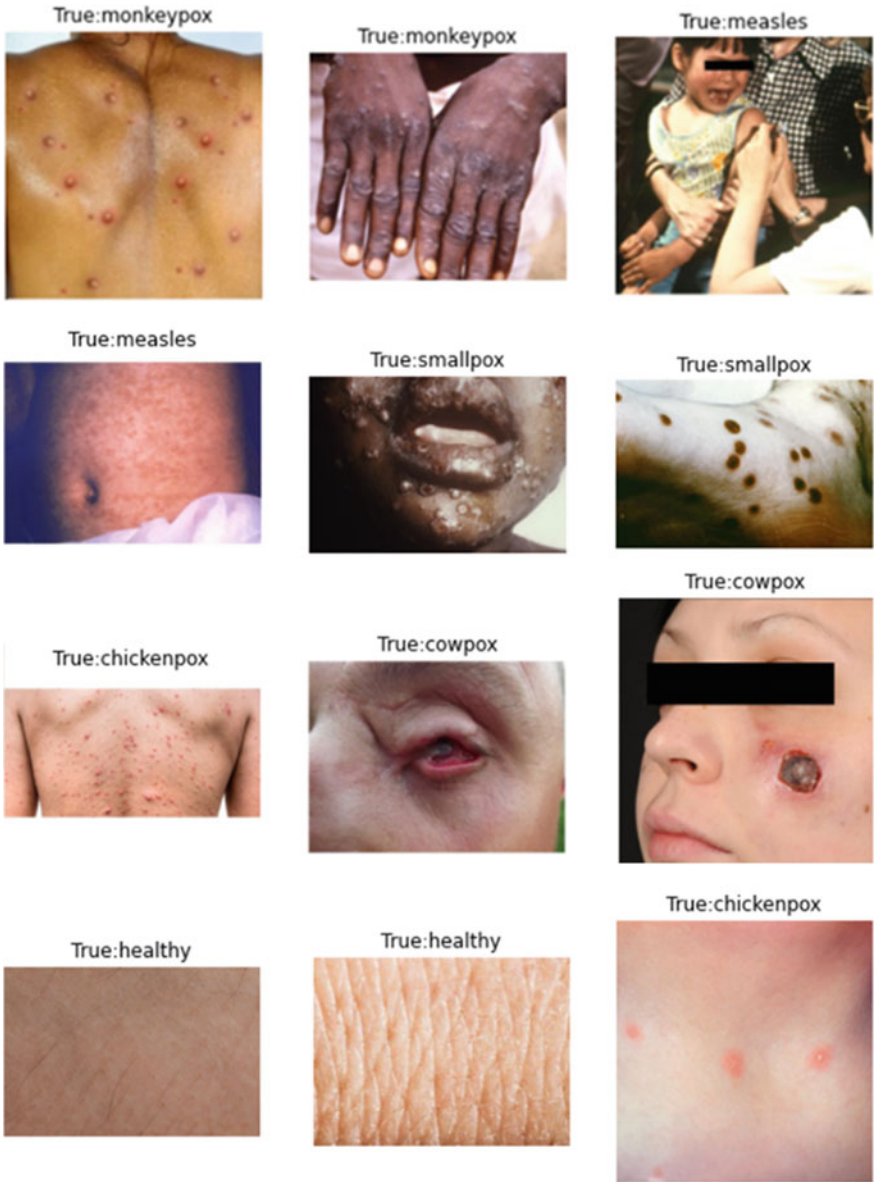 True:monkeypox
True:monkeypox
True:measles
True:measles
True:smallpox
True:smallpox
True:chickenpox
True:cowpox
True:cowpox
True:healthy
True:healthy
True:chickenpox